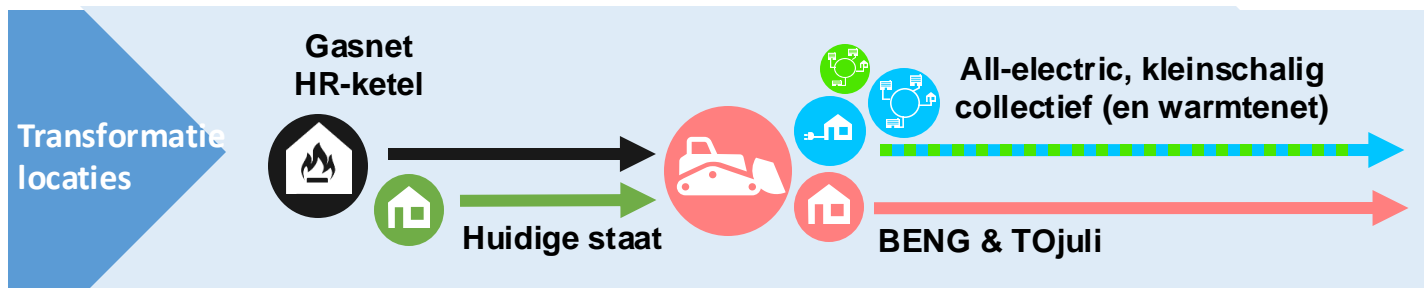 Transformatie
locaties
Gasnet
HR-ketel
Huidige staat
All-electric, kleinschalig
collectief (en warmtenet)
BENG & TOjuli